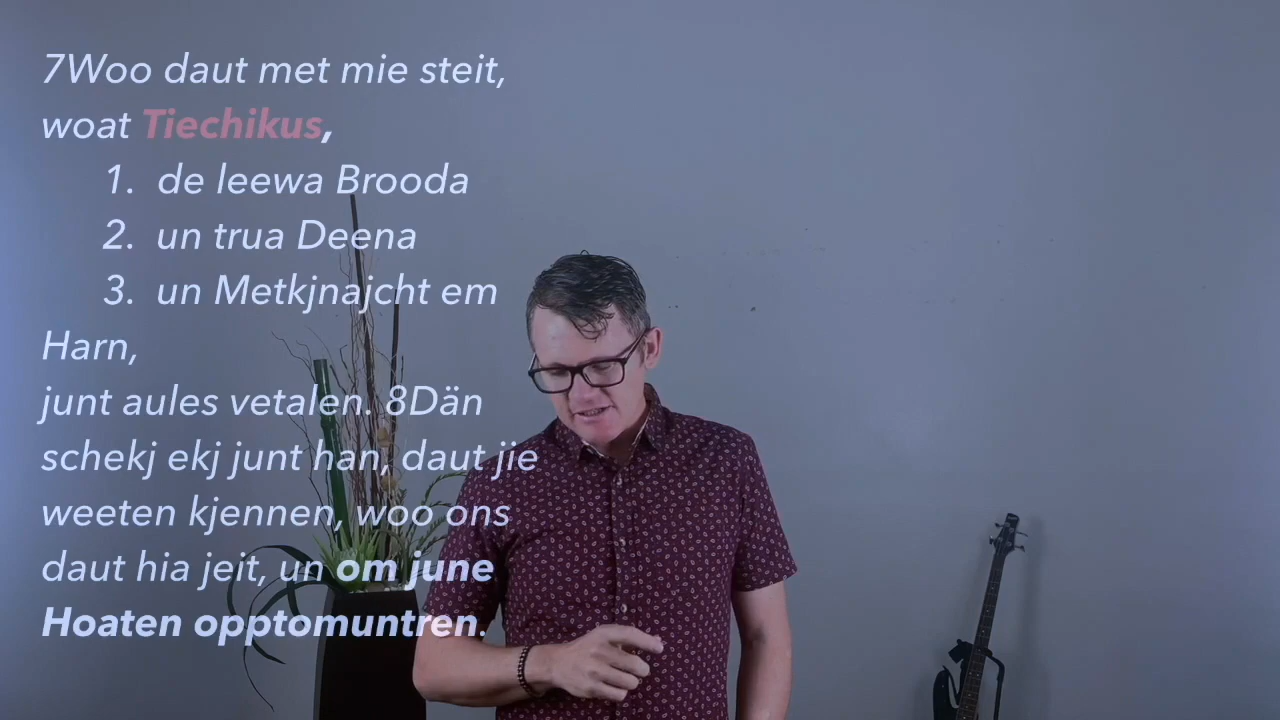 7Woo daut met mie steit,
woat Tiechikus,
1. de leewa Brooda
2. un trua Deena
3. un Metkjnajcht em
Harn,
junt aules vetalen. 8Dän
schekj ekj junt han, daut jie
weeten kjennen, woo ons
daut hia jeit, un om june
Hoaten opptomuntren.